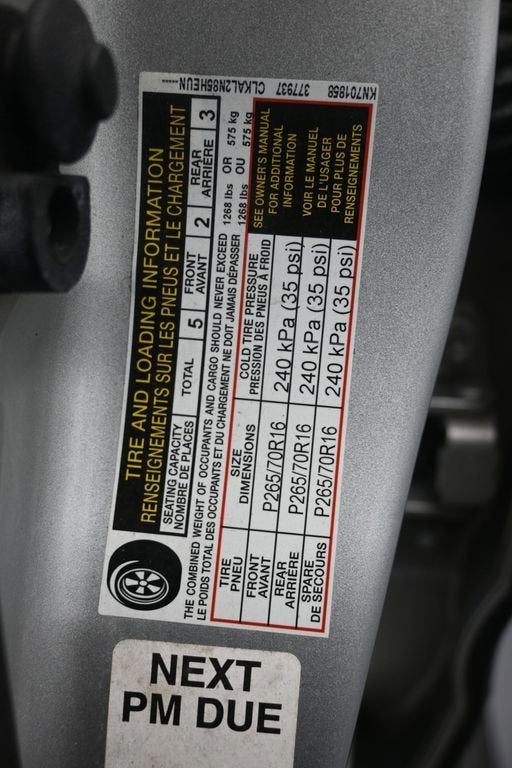 TIRE AND LOADING INFORMATION
RENSEIGNEMENTS SUR LES PNEUS ET LE CHARGEMENT
SEATING CAPACITY
NOMBRE DE PLACES
TOTAL 5
FRONT
AVANT
2
REAR
ARRIÈRE
3
THE COMBINED WEIGHT OF OCCUPANTS AND CARGO SHOULD NEVER EXCEED 1268 lbs OR 575 kg
LE POIDS TOTAL DES OCCUPANTS ET DU CHARGEMENT NE DOIT JAMAIS DÉPASSER 1268 lbs OU 575 kg
TIRE
PNEU
SIZE
DIMENSIONS
COLD TIRE PRESSURE
PRESSION DES PNEUS À FROID
FRONT
AVANT
P265/70R16
240 kPa (35 psi)
REAR
ARRIÈRE
P265/70R16
240 kPa (35 psi)
SPARE
DE SECOURS
P265/70R16
240 kPa (35 psi)
SEE OWNER'S MANUAL
FOR ADDITIONAL
INFORMATION
VOIR LE MANUEL
DE L'USAGER
POUR PLUS DE
RENSEIGNEMENTS
KN701858 377937 CLKAL2N85HEUN----
NEXT
PM DUE